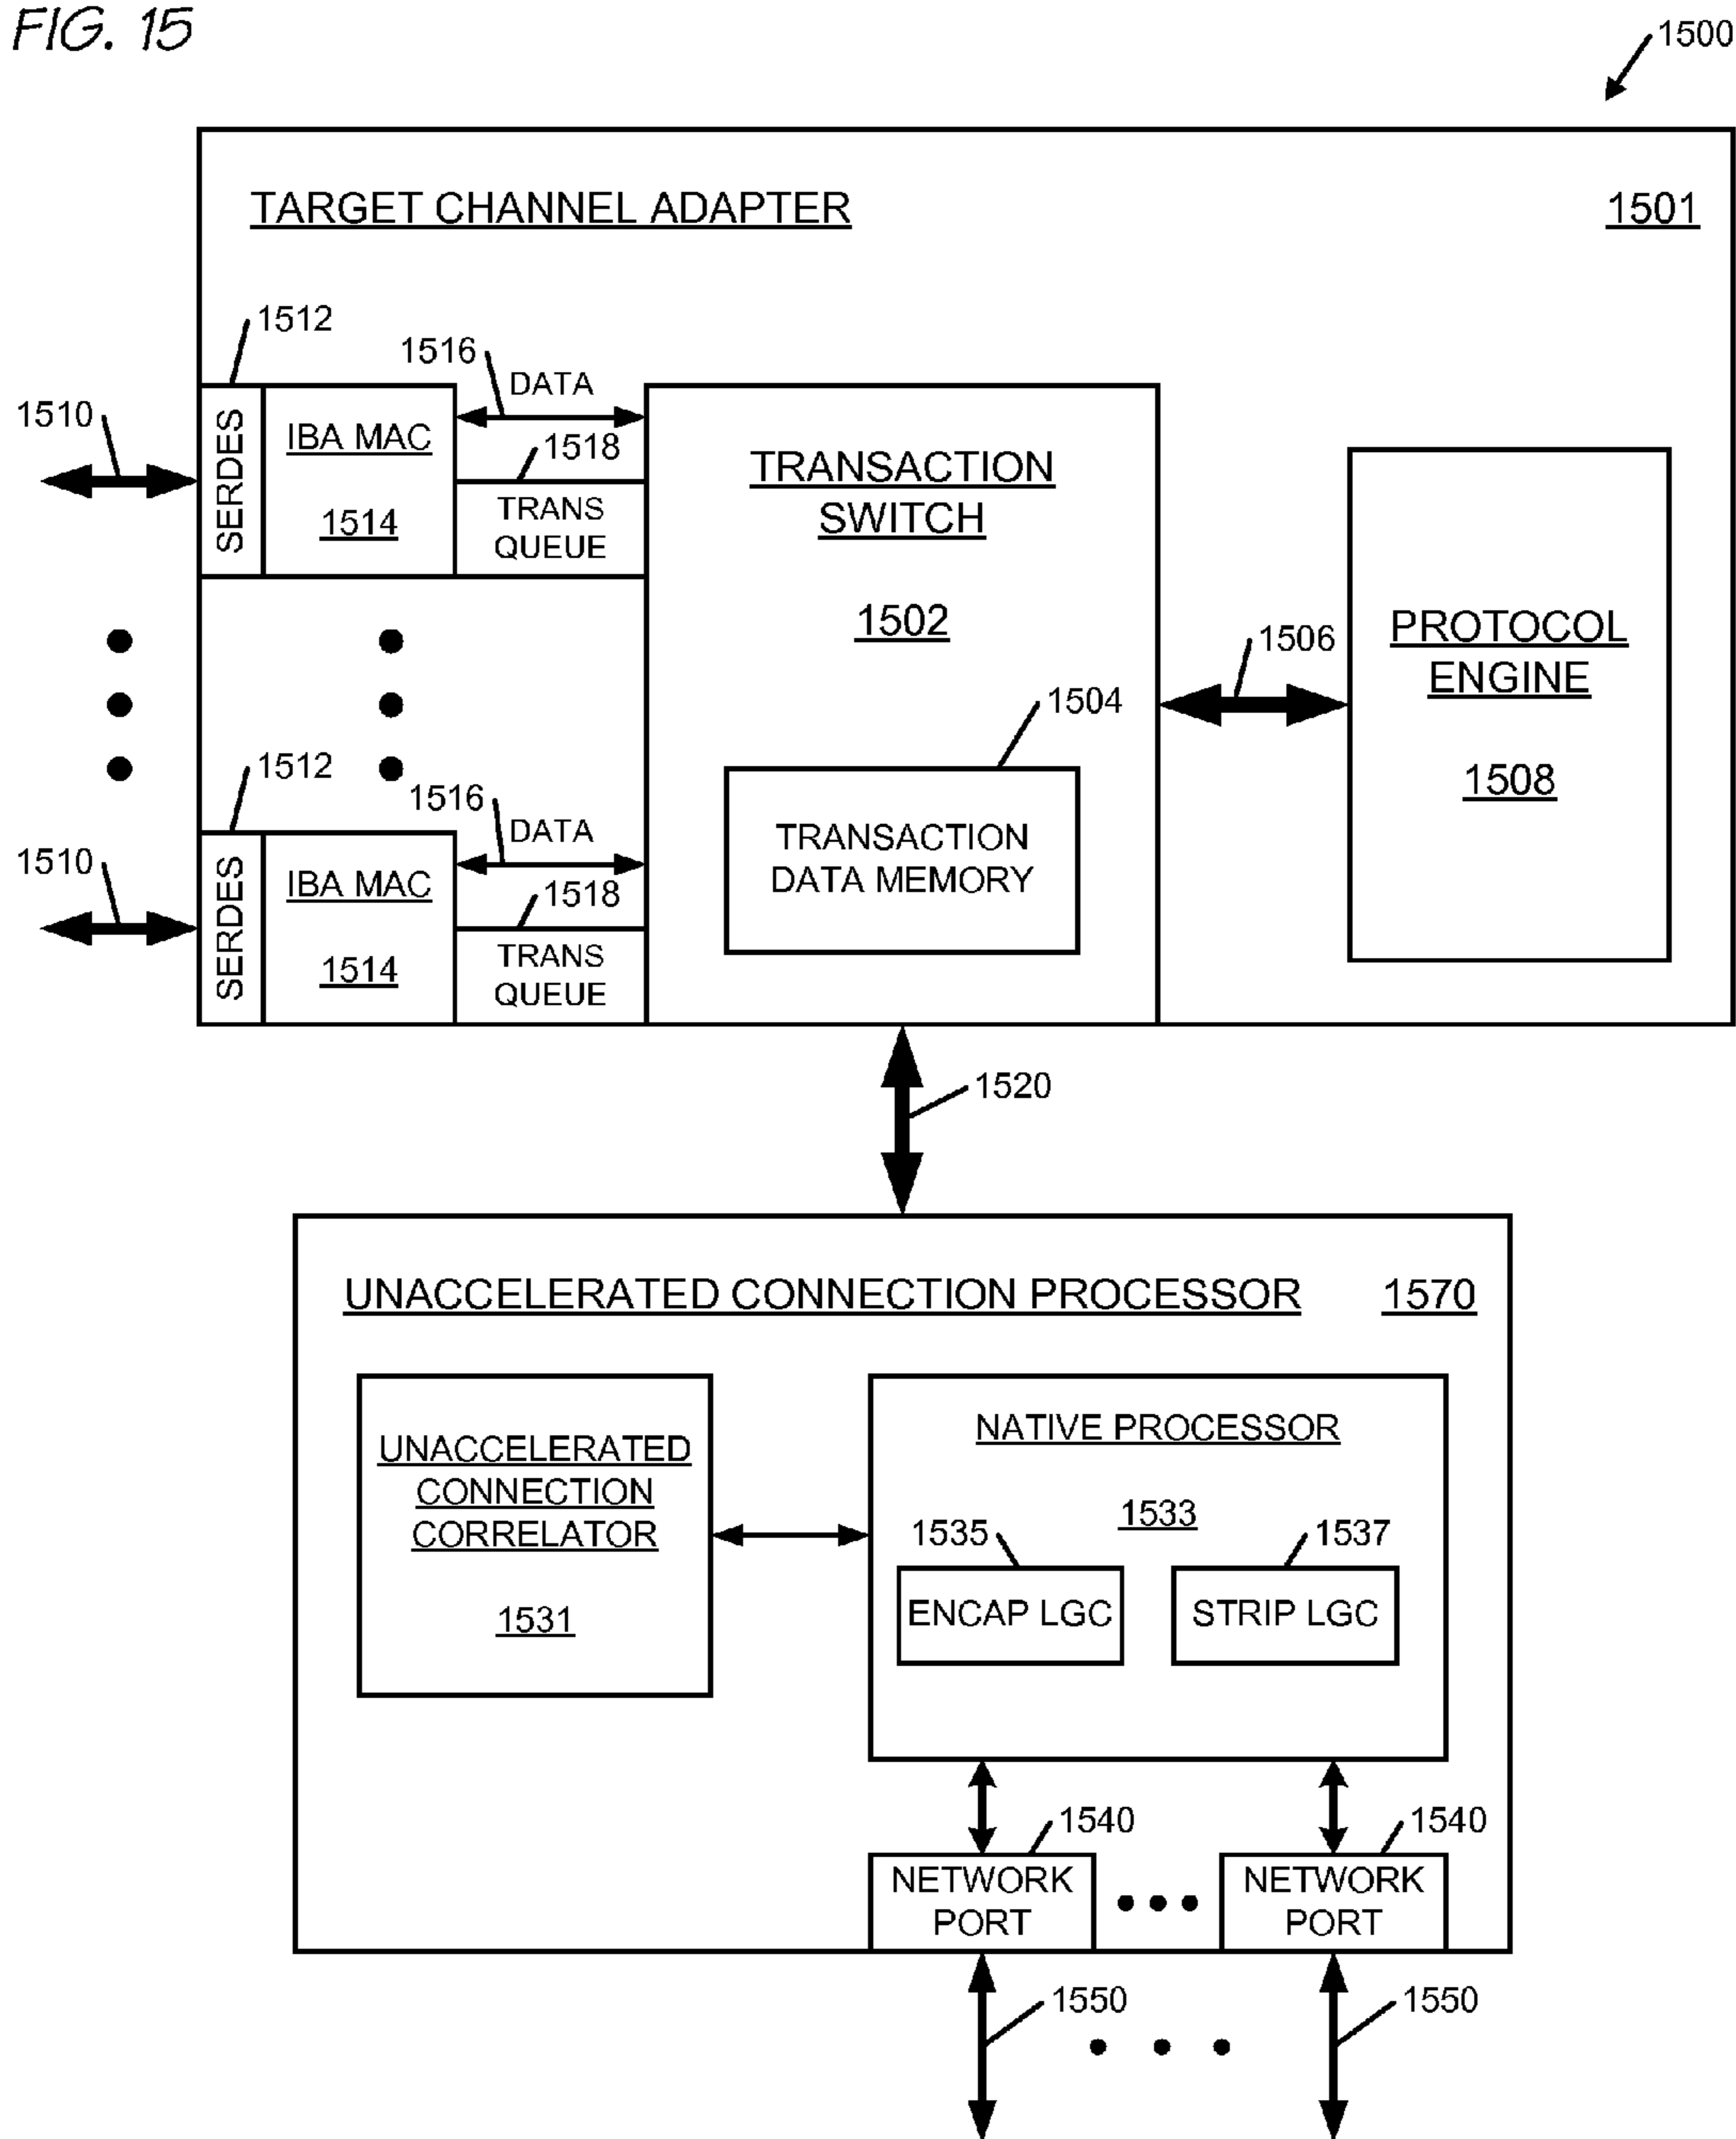 FIG. 15
1500
TARGET CHANNEL ADAPTER
1501
1512
1516
DATA
1510
SERDES
IBA MAC
1514
1518
TRANS
QUEUE
TRANSACTION
SWITCH
1502
1504
TRANSACTION
DATA MEMORY
1506
PROTOCOL
ENGINE
1508
1512
1516
DATA
1510
SERDES
IBA MAC
1514
1518
TRANS
QUEUE
1520
UNACCELERATED CONNECTION PROCESSOR
1570
UNACCELERATED
CONNECTION
CORRELATOR
1531
NATIVE PROCESSOR
1533
1535
ENCAP LGC
1537
STRIP LGC
1540
NETWORK
PORT
1540
NETWORK
PORT
1550
1550